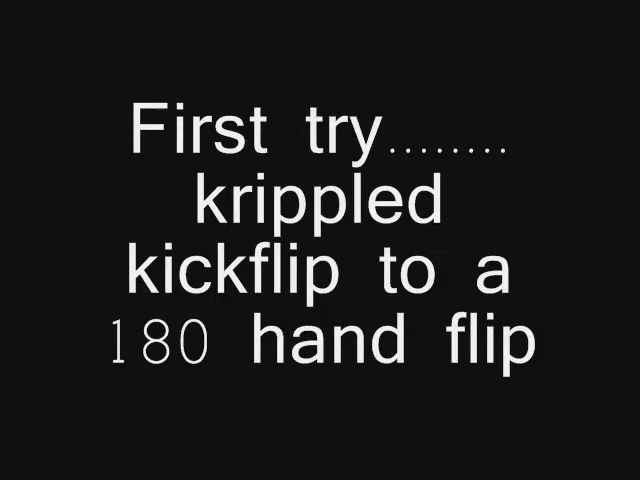 First try........
krippled
kickflip to a
180 hand flip